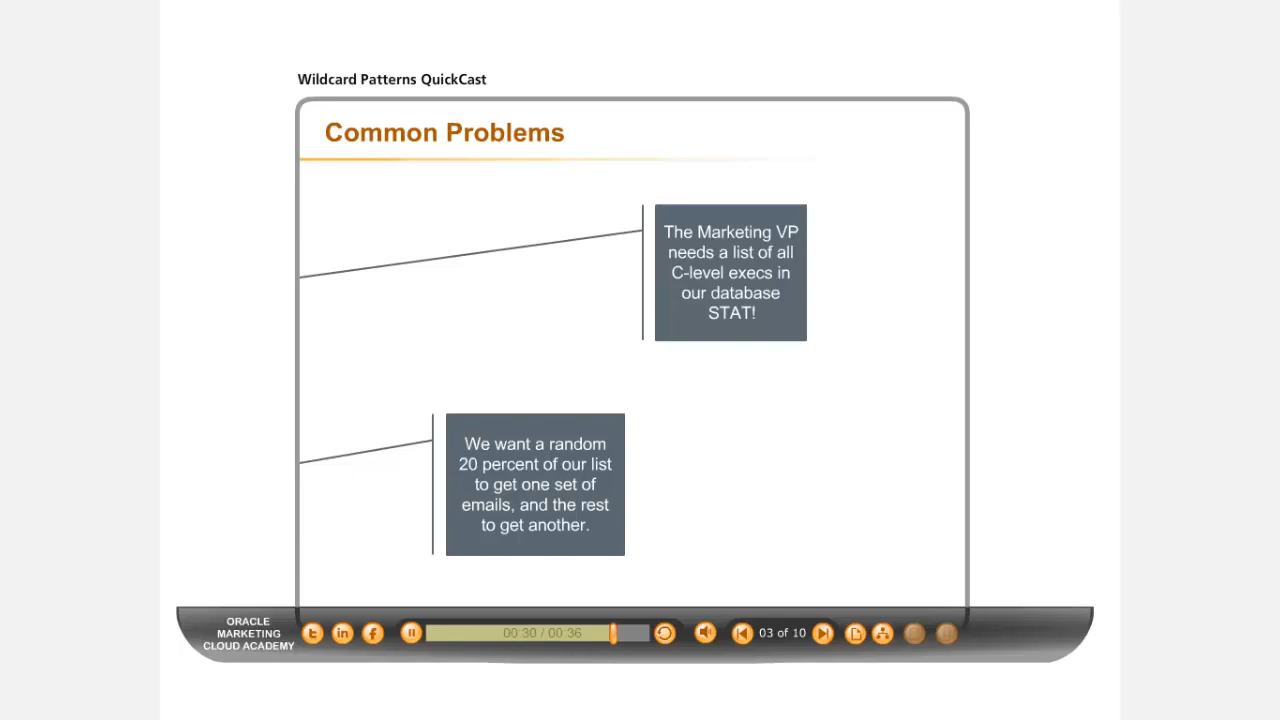 Wildcard Patterns QuickCast
Common Problems
The Marketing VP
needs a list of all
C-level execs in
our database
STAT!
We want a random
20 percent of our list
to get one set of
emails, and the rest
to get another.
ORACLE
MARKETING
CLOUD ACADEMY
00:30 / 00:36
03 of 10